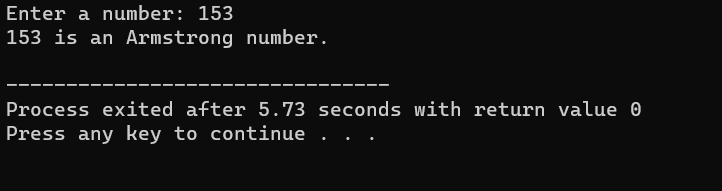 Enter a number: 153
153 is an Armstrong number.
--------------------------------
Process exited after 5.73 seconds with return value 0
Press any key to continue . . .